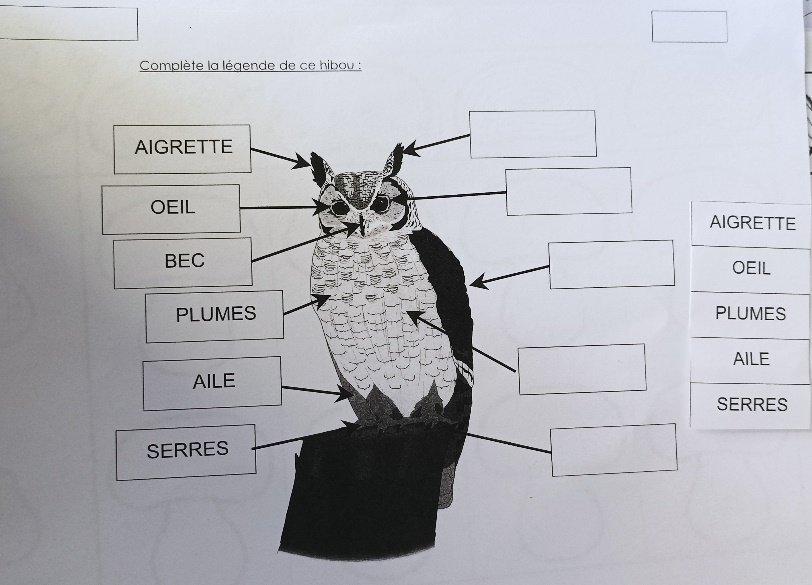 Complète la légende de ce hibou :
AIGRETTE
OEIL
BEC
PLUMES
AILE
SERRES
AIGRETTE
OEIL
PLUMES
AILE
SERRES